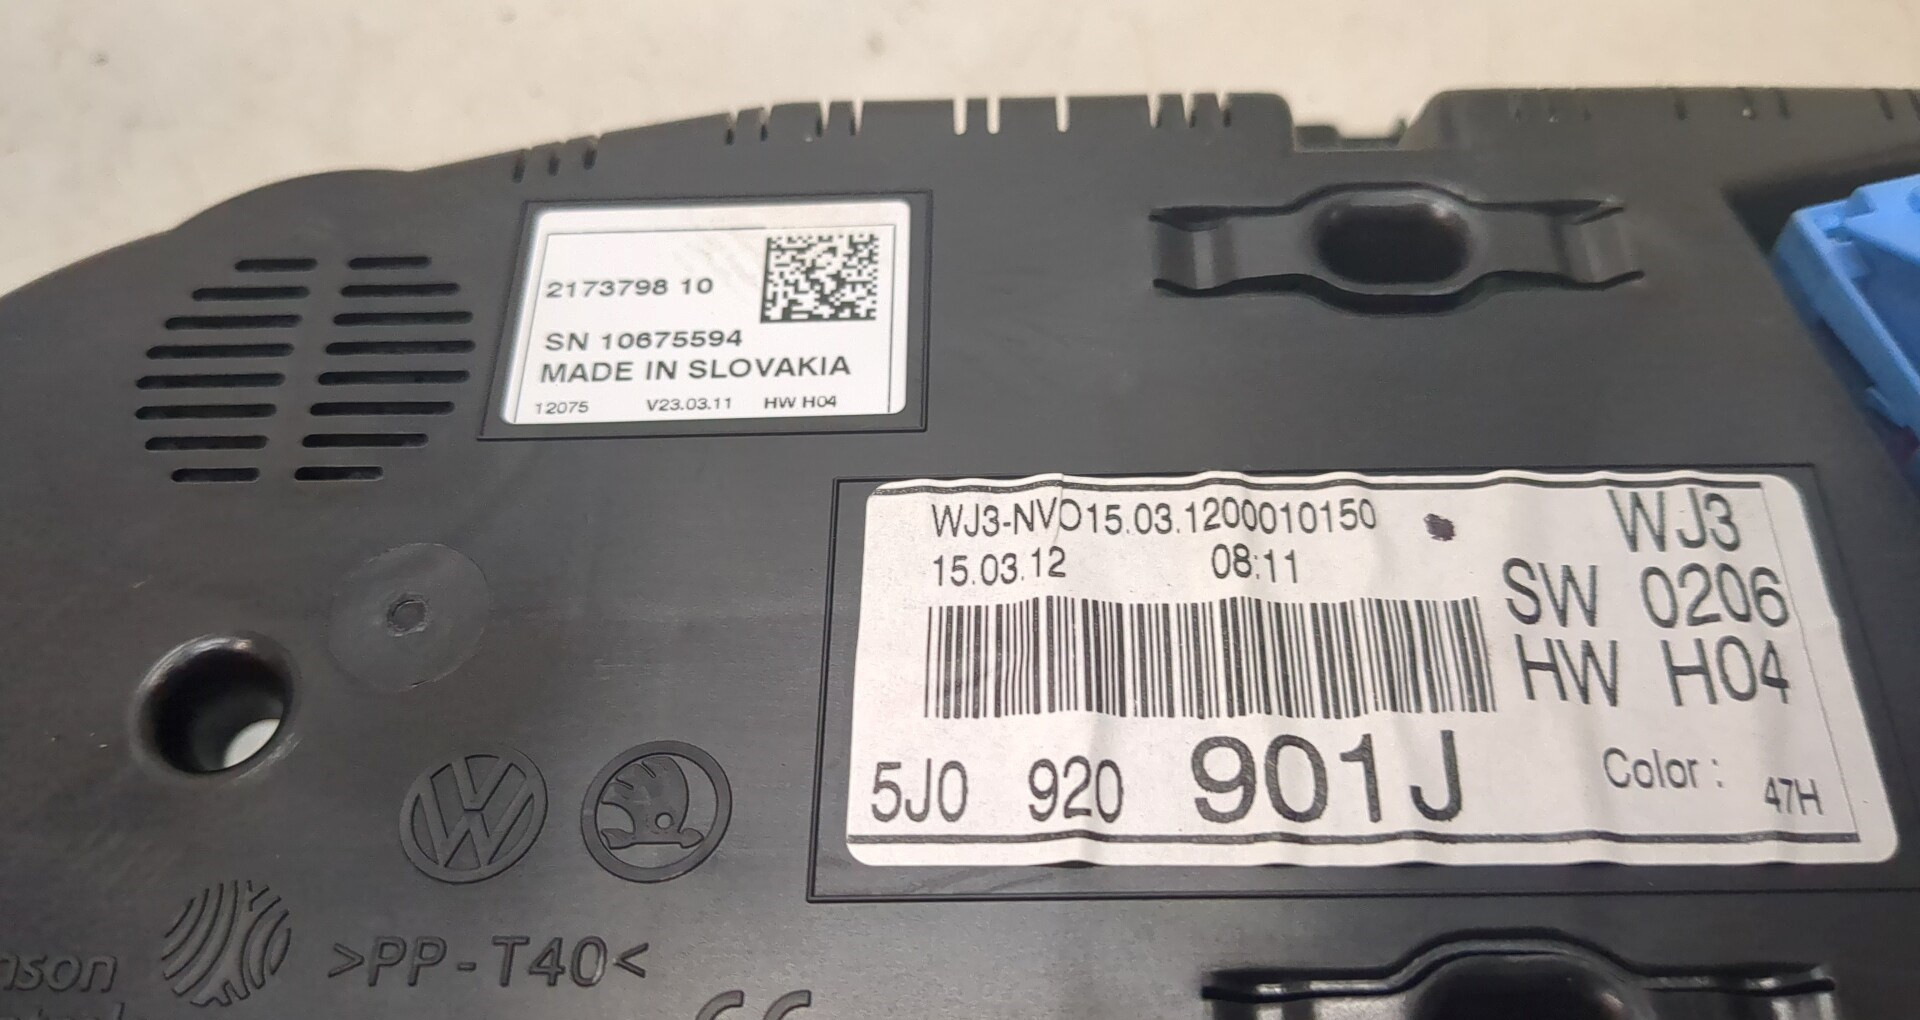 2173798 10
SN 10675594
MADE IN SLOVAKIA
12075 V23.03.11 HW H04
WJ3-NVO15.03.1200010150
15.03.12 08:11
WJ3
SW 0206
HW H04
5J0 920 901J
Color: 47H
>PP-T40<